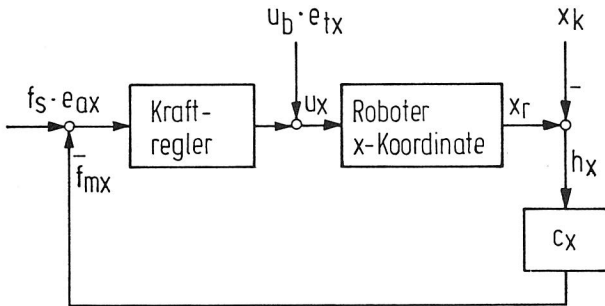 u_b · e_tx
x_k
f_s · e_ax
Kraft-
regler
u_x
Roboter
x-Koordinate
x_r
–
–
f_mx
h_x
c_x